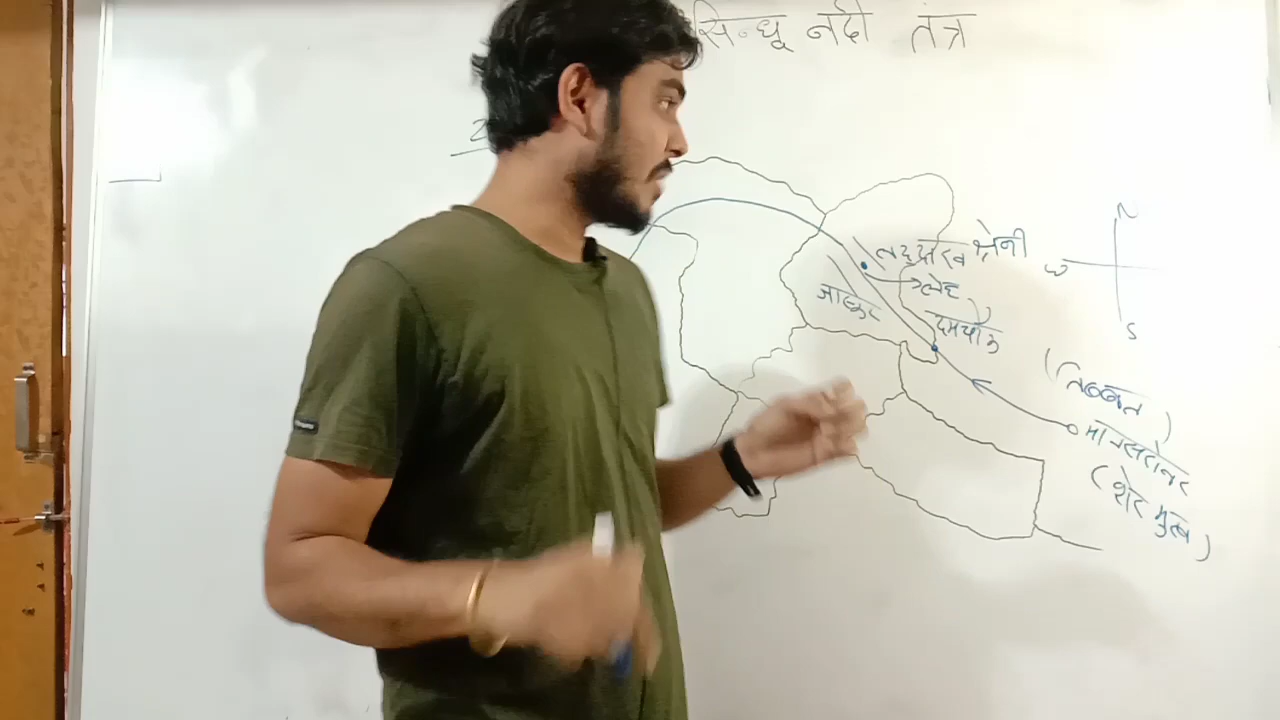 सिन्धू नदी तंत्र
N
लद्दाख श्रेनी
W
लेह
जास्कर
दमचौक
S
(तिब्बत)
मानसरोवर
(शेर मुख)